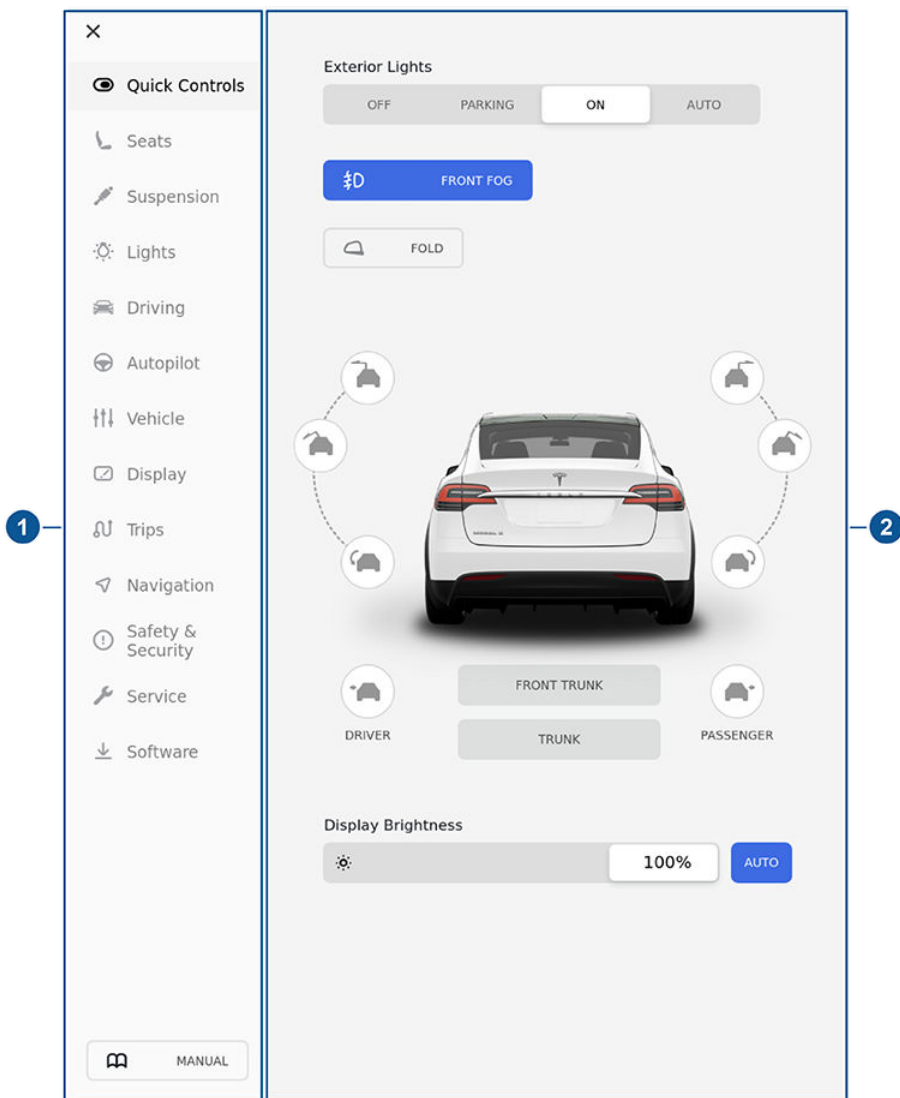 Quick Controls
Seats
Suspension
Lights
Driving
Autopilot
Vehicle
Display
Trips
Navigation
Safety &
Security
Service
Software
MANUAL
1
Exterior Lights
OFF PARKING ON AUTO
FRONT FOG
FOLD
TESLA
DRIVER
FRONT TRUNK
TRUNK
PASSENGER
Display Brightness
100% AUTO
2